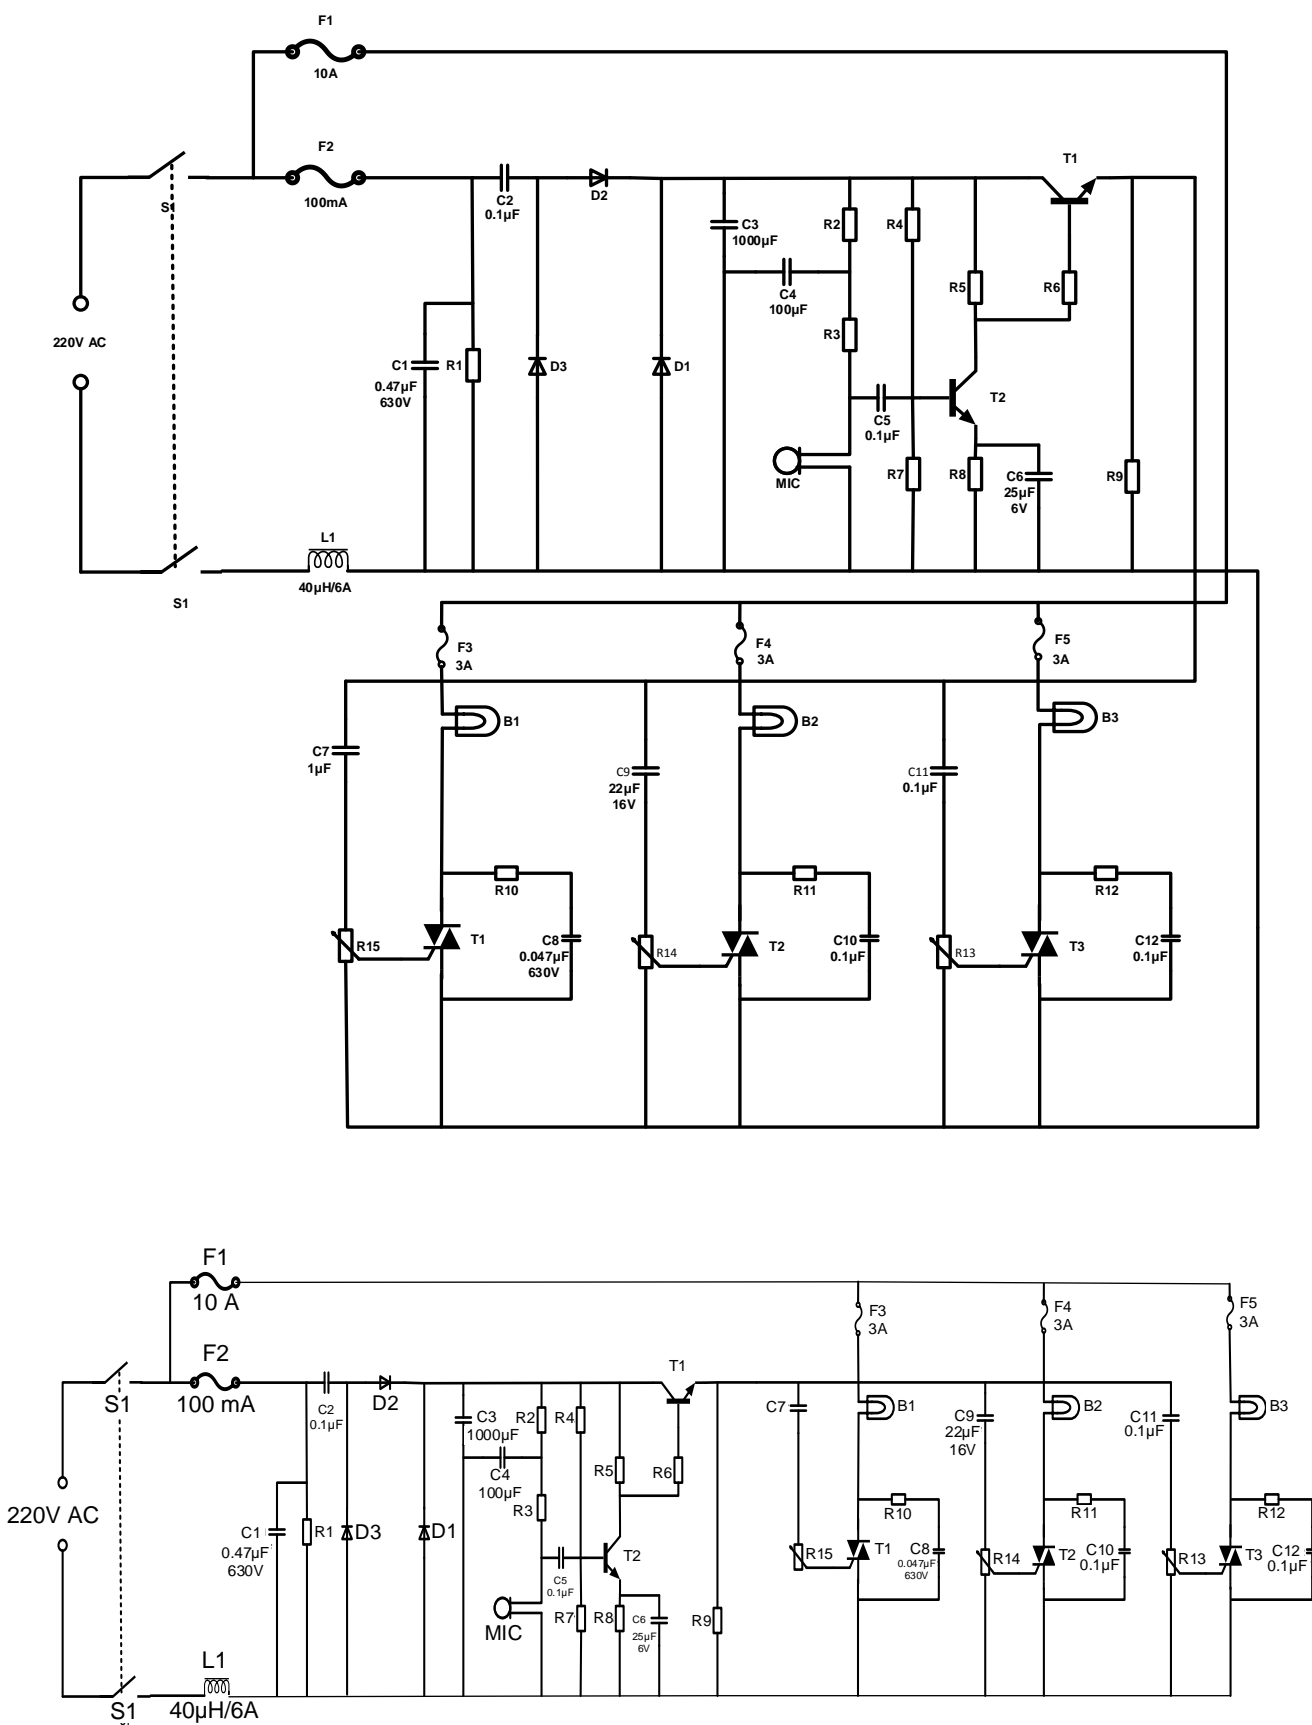 F1
10A
F2
100mA
S1
C2
0.1µF
D2
T1
C3
1000µF
R2
R4
C4
100µF
R5
R6
220V AC
R3
C1
0.47µF
630V
R1
D3
D1
T2
C5
0.1µF
MIC
R7
R8
C6
25µF
6V
R9
L1
40µH/6A
S1
F3
3A
F4
3A
F5
3A
B1
B2
B3
C7
1µF
C9
22µF
16V
C11
0.1µF
R10
R11
R12
R15
T1
C8
0.047µF
630V
R14
T2
C10
0.1µF
R13
T3
C12
0.1µF
F1
10 A
F3
3A
F4
3A
F5
3A
F2
100 mA
S1
C2
0.1µF
D2
T1
C3
1000µF
R2
R4
C7
B1
C9
22µF
16V
B2
C11
0.1µF
B3
C4
100µF
R5
R6
R3
220V AC
C1
0.47µF
630V
R1
D3
D1
T2
C5
0.1µF
R10
R11
R12
R15
T1
C8
0.047µF
630V
R14
T2
C10
0.1µF
R13
T3
C12
0.1µF
MIC
R7
R8
C6
25µF
6V
R9
L1
40µH/6A
S1